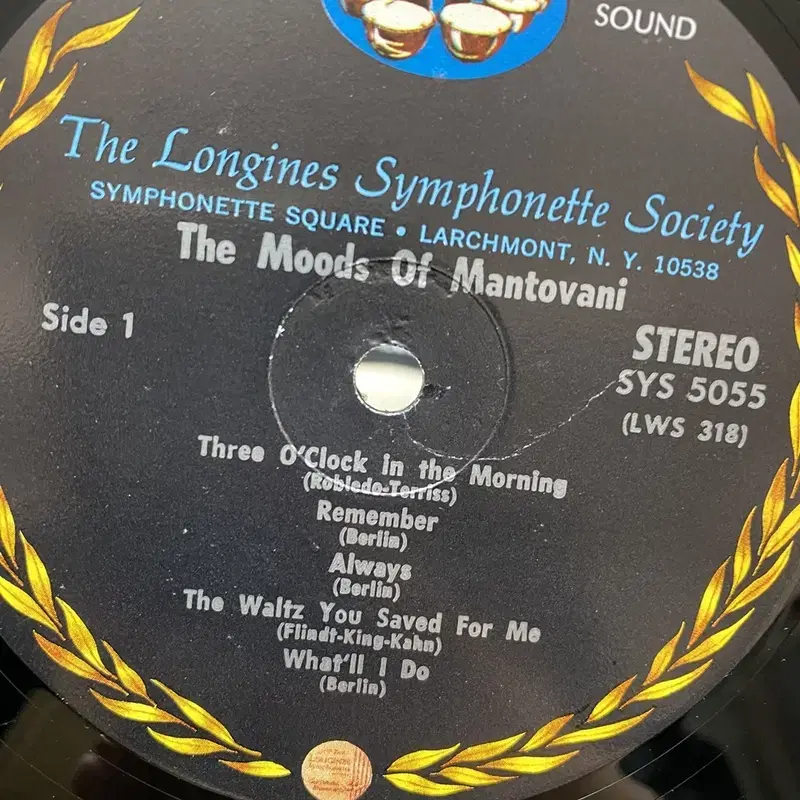 SOUND
The Longines Symphonette Society
SYMPHONETTE SQUARE • LARCHMONT, N. Y. 10538
The Moods Of Mantovani
Side 1
STEREO
SYS 5055
(LWS 318)
Three O'Clock in the Morning
(Robledo-Terriss)
Remember
(Berlin)
Always
(Berlin)
The Waltz You Saved For Me
(Flindt-King-Kahn)
What'll I Do
(Berlin)